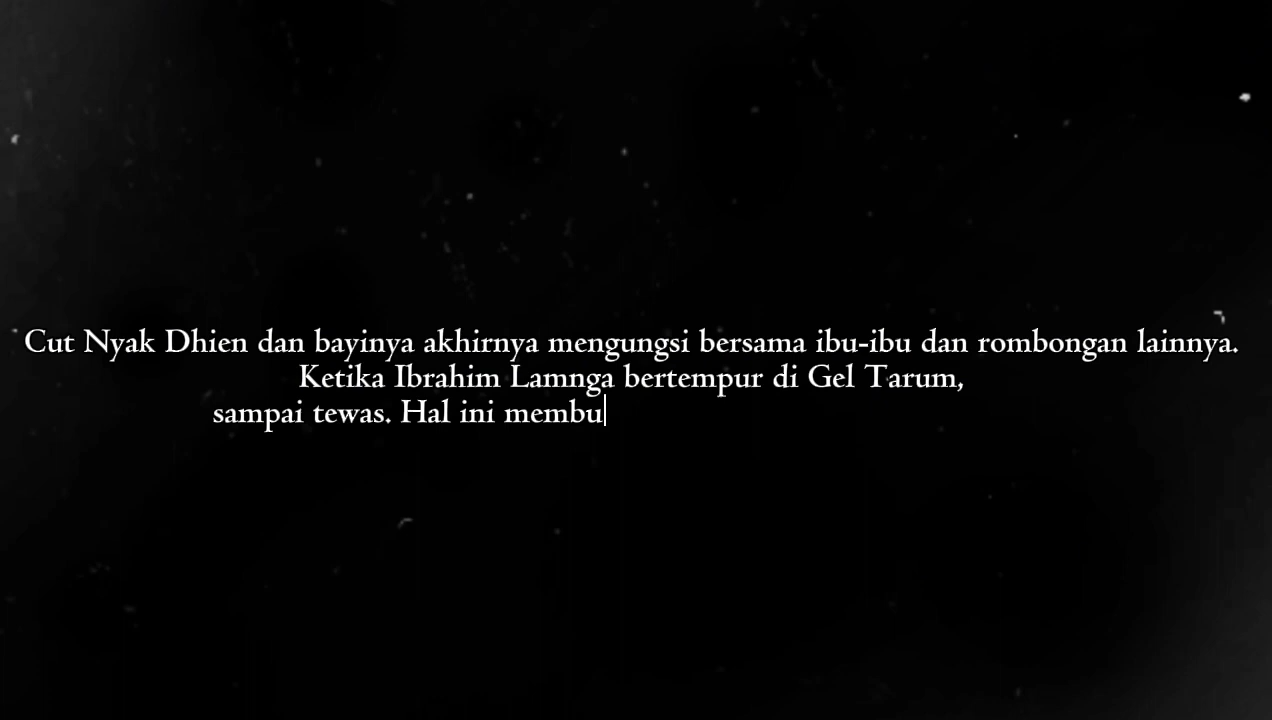 Cut Nyak Dhien dan bayinya akhirnya mengungsi bersama ibu-ibu dan rombongan lainnya.
Ketika Ibrahim Lamnga bertempur di Gel Tarum,
sampai tewas. Hal ini membu